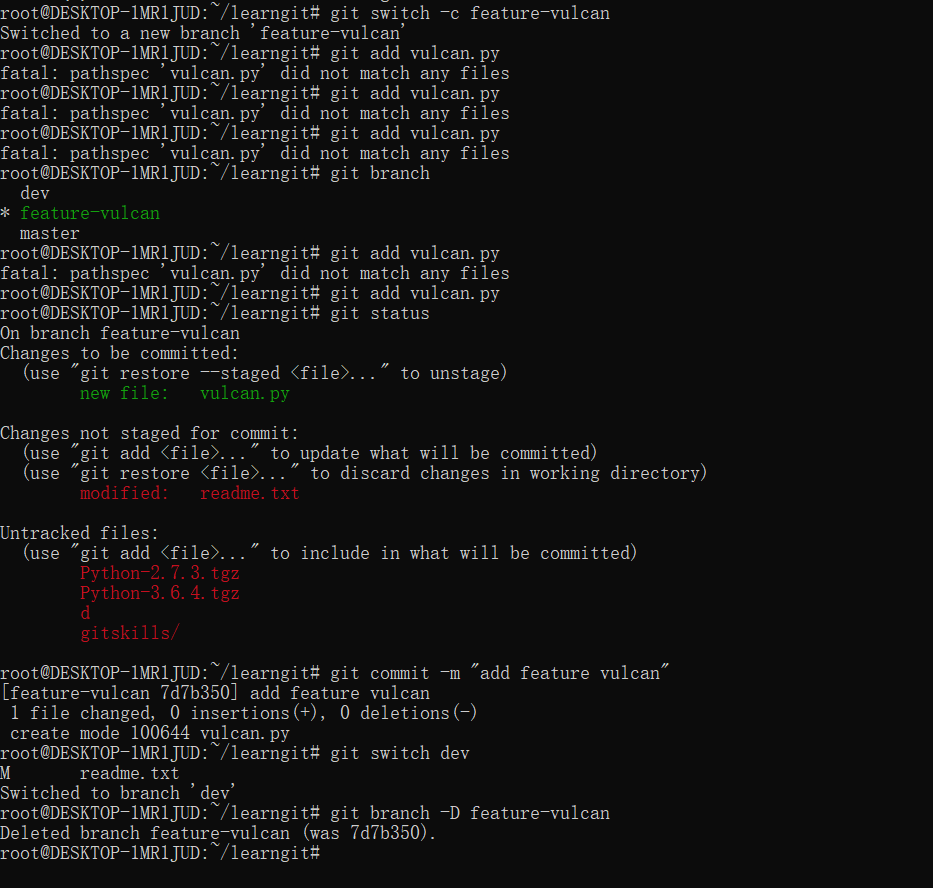 root@DESKTOP-1MR1JUD:~/learngit# git switch -c feature-vulcan
Switched to a new branch 'feature-vulcan'
root@DESKTOP-1MR1JUD:~/learngit# git add vulcan.py
fatal: pathspec 'vulcan.py' did not match any files
root@DESKTOP-1MR1JUD:~/learngit# git add vulcan.py
fatal: pathspec 'vulcan.py' did not match any files
root@DESKTOP-1MR1JUD:~/learngit# git add vulcan.py
fatal: pathspec 'vulcan.py' did not match any files
root@DESKTOP-1MR1JUD:~/learngit# git branch
  dev
* feature-vulcan
  master
root@DESKTOP-1MR1JUD:~/learngit# git add vulcan.py
fatal: pathspec 'vulcan.py' did not match any files
root@DESKTOP-1MR1JUD:~/learngit# git add vulcan.py
root@DESKTOP-1MR1JUD:~/learngit# git status
On branch feature-vulcan
Changes to be committed:
  (use "git restore --staged <file>..." to unstage)
        new file:   vulcan.py

Changes not staged for commit:
  (use "git add <file>..." to update what will be committed)
  (use "git restore <file>..." to discard changes in working directory)
        modified:   readme.txt

Untracked files:
  (use "git add <file>..." to include in what will be committed)
        Python-2.7.3.tgz
        Python-3.6.4.tgz
        d
        gitskills/

root@DESKTOP-1MR1JUD:~/learngit# git commit -m "add feature vulcan"
[feature-vulcan 7d7b350] add feature vulcan
 1 file changed, 0 insertions(+), 0 deletions(-)
 create mode 100644 vulcan.py
root@DESKTOP-1MR1JUD:~/learngit# git switch dev
M       readme.txt
Switched to branch 'dev'
root@DESKTOP-1MR1JUD:~/learngit# git branch -D feature-vulcan
Deleted branch feature-vulcan (was 7d7b350).
root@DESKTOP-1MR1JUD:~/learngit#